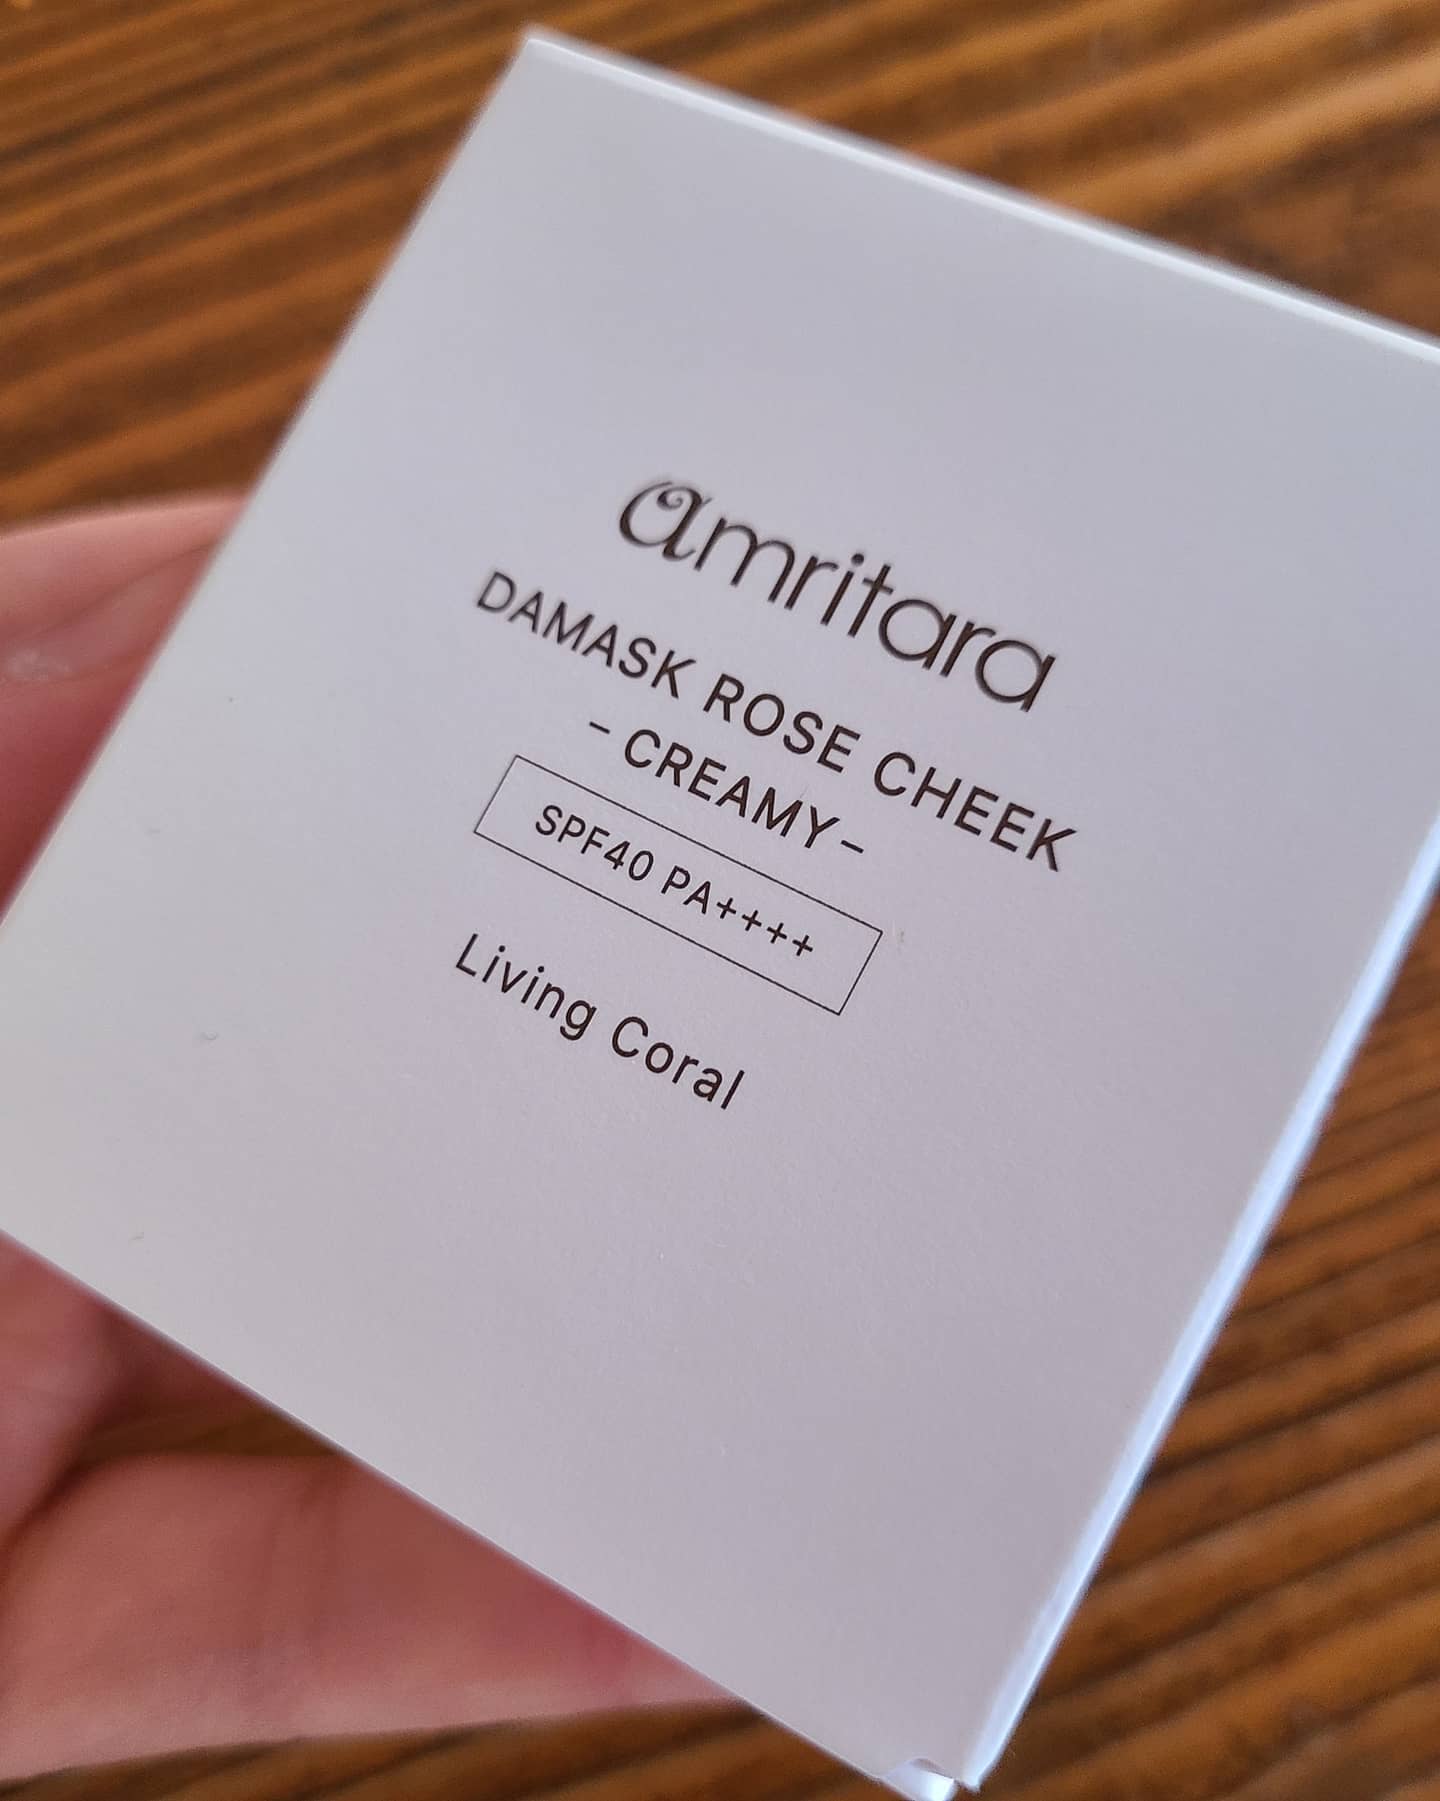 amritara
DAMASK ROSE CHEEK
- CREAMY -
SPF40 PA++++
Living Coral